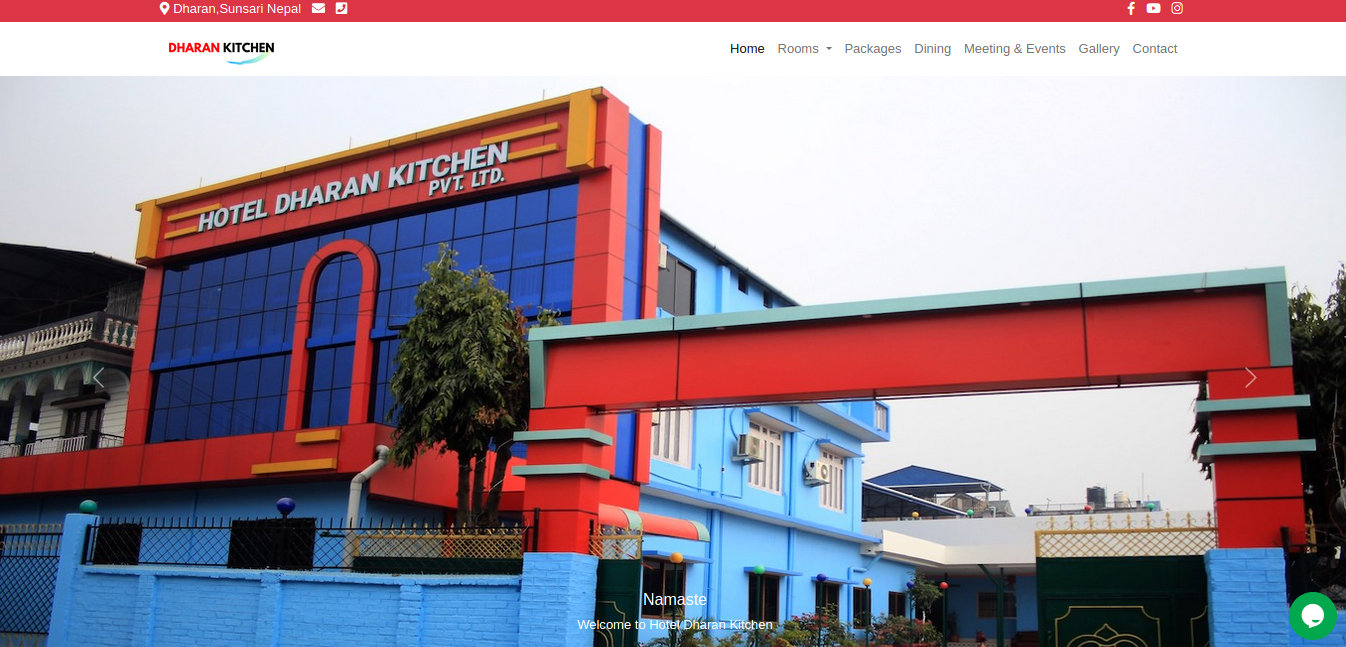 Dharan,Sunsari Nepal
DHARAN KITCHEN
Home Rooms Packages Dining Meeting & Events Gallery Contact
HOTEL DHARAN KITCHEN
PVT. LTD.
Namaste
Welcome to Hotel Dharan Kitchen